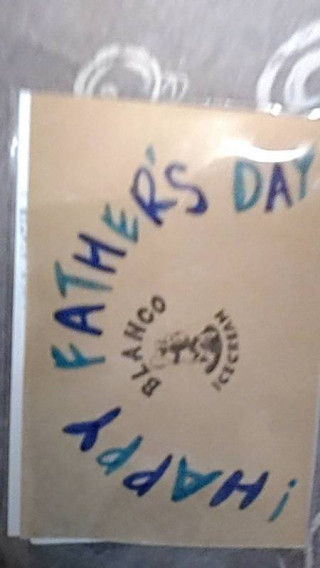 ! HAPPY FATHER'S DAY
BLANCO
ICECREAM